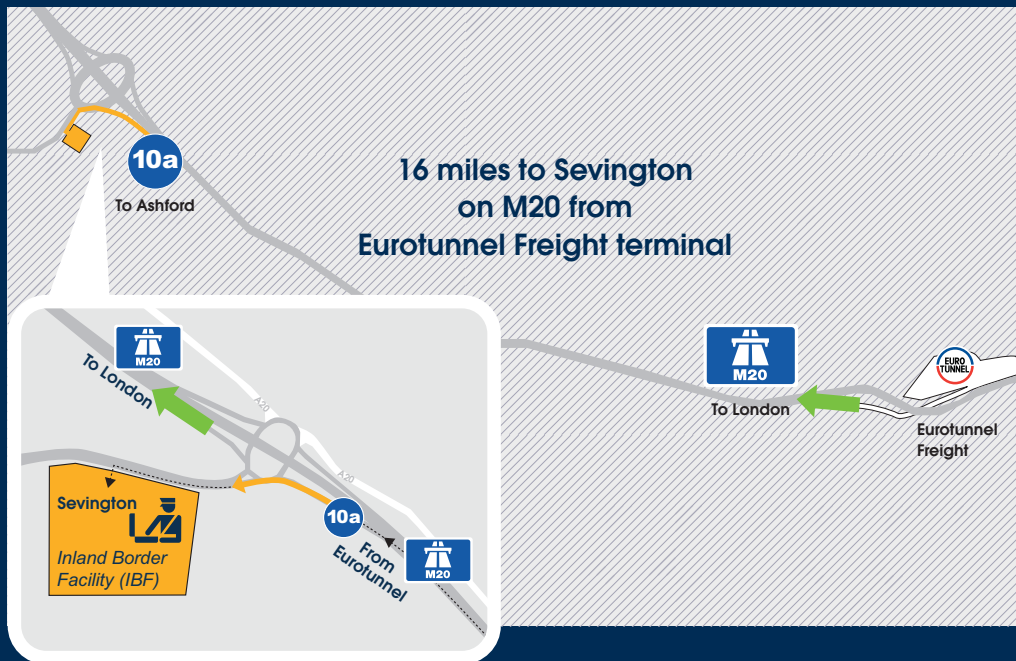 10a
To Ashford
16 miles to Sevington
on M20 from
Eurotunnel Freight terminal
M20
To London
EURO
TUNNEL
Eurotunnel
Freight
M20
To London
A20
A20
Sevington
Inland Border
Facility (IBF)
10a
From
Eurotunnel
M20